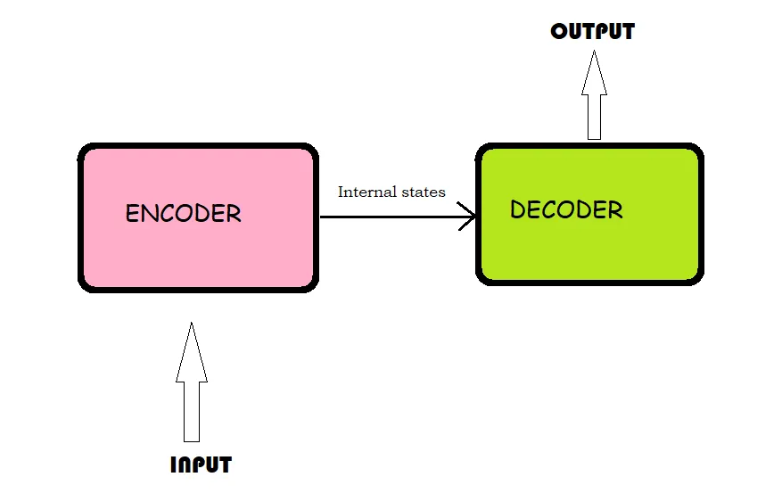 OUTPUT
Internal states
ENCODER
DECODER
INPUT